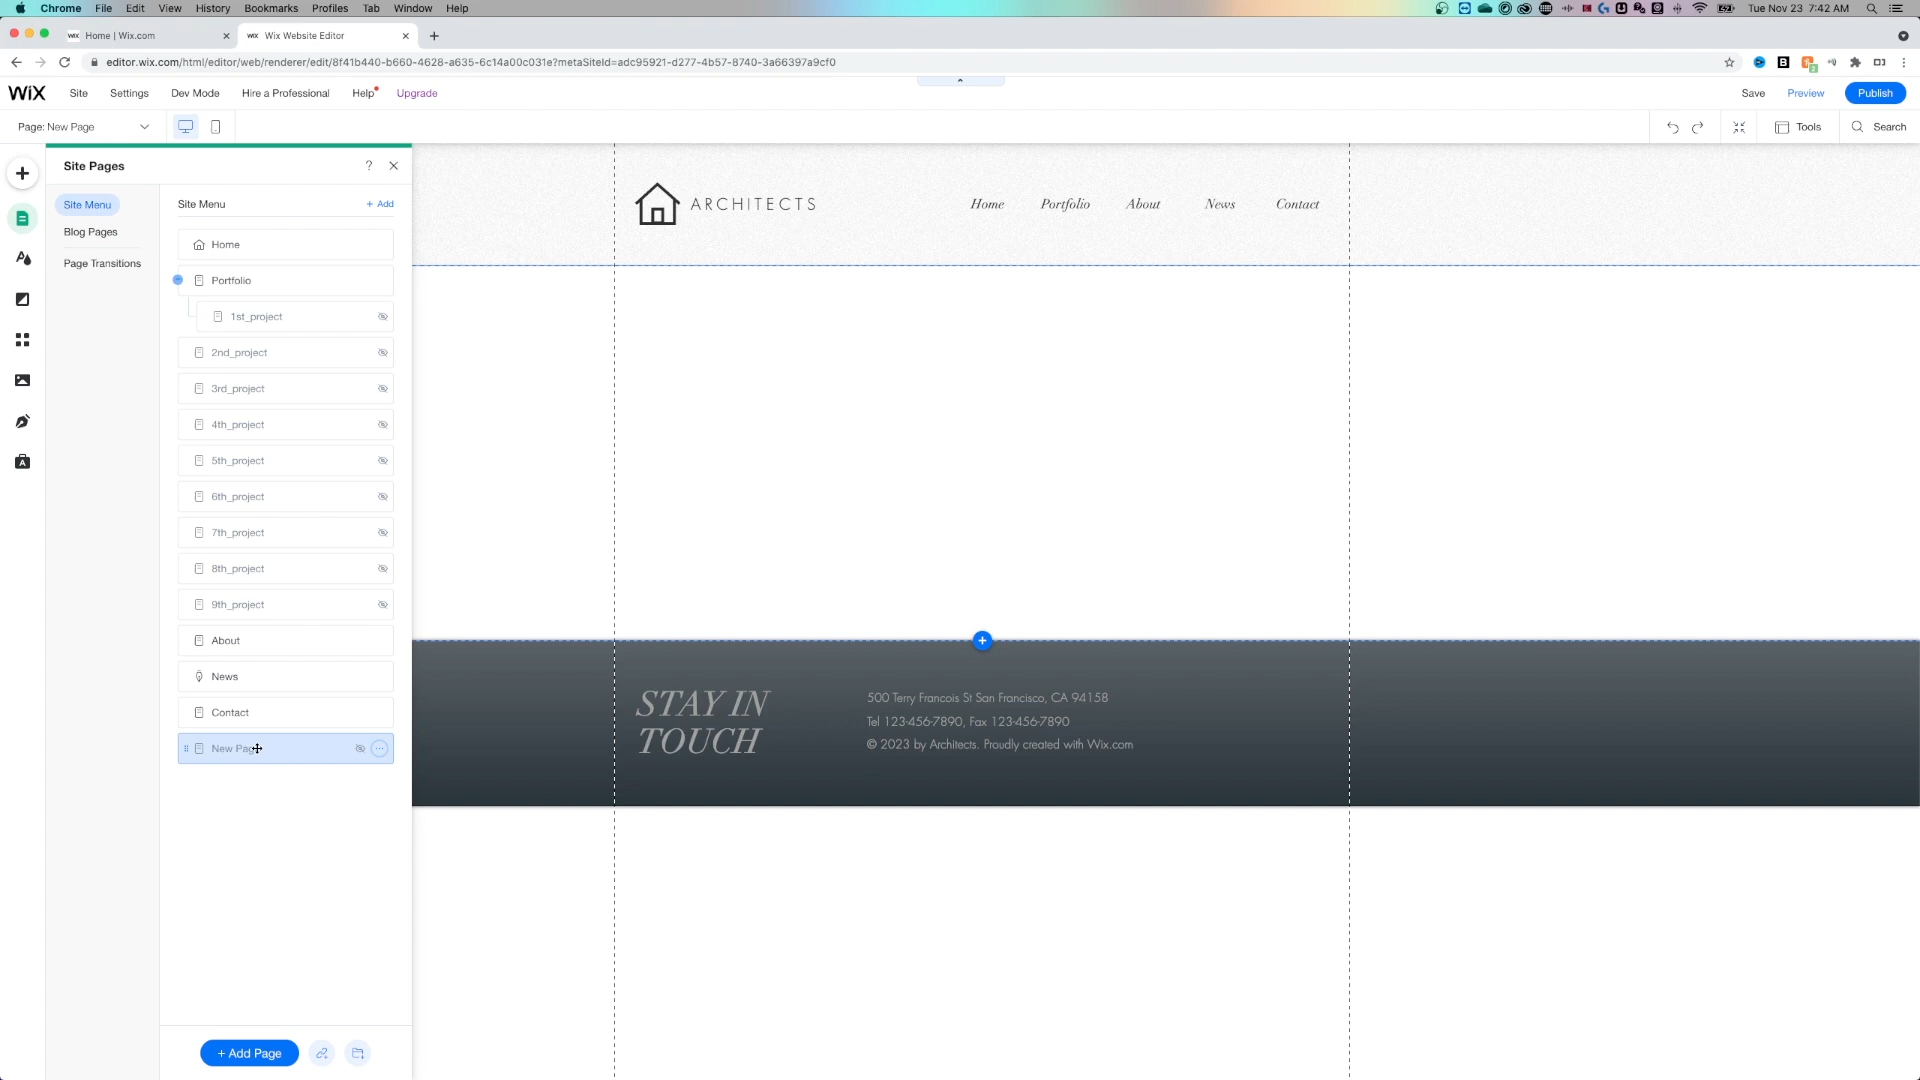 Chrome File Edit View History Bookmarks Profiles Tab Window Help Tue Nov 23 7:42 AM
WiX Home | Wix.com WiX Wix Website Editor
editor.wix.com/html/editor/web/renderer/edit/8f41b440-b660-4628-a635-6c14a00c031e?metaSiteId=adc95921-d277-4b57-8740-3a66397a9cf0
WiX Site Settings Dev Mode Hire a Professional Help Upgrade Save Preview Publish
Page: New Page Tools Search
Site Pages ?
Site Menu
Blog Pages
Page Transitions
Site Menu + Add
Home
Portfolio
1st_project
2nd_project
3rd_project
4th_project
5th_project
6th_project
7th_project
8th_project
9th_project
About
News
Contact
New Pag
+ Add Page
ARCHITECTS Home Portfolio About News Contact
STAY IN
TOUCH
500 Terry Francois St San Francisco, CA 94158
Tel 123-456-7890, Fax 123-456-7890
© 2023 by Architects. Proudly created with Wix.com